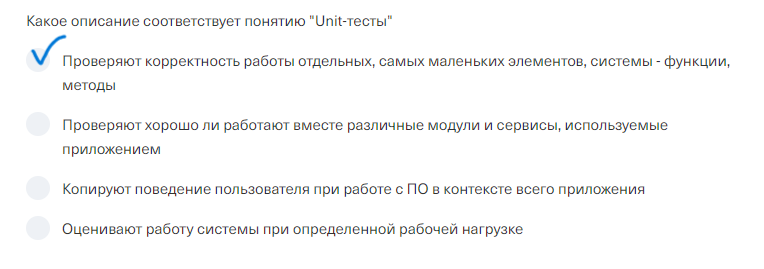 Какое описание соответствует понятию "Unit-тесты"
Проверяют корректность работы отдельных, самых маленьких элементов, системы - функции,
методы
Проверяют хорошо ли работают вместе различные модули и сервисы, используемые
приложением
Копируют поведение пользователя при работе с ПО в контексте всего приложения
Оценивают работу системы при определенной рабочей нагрузке